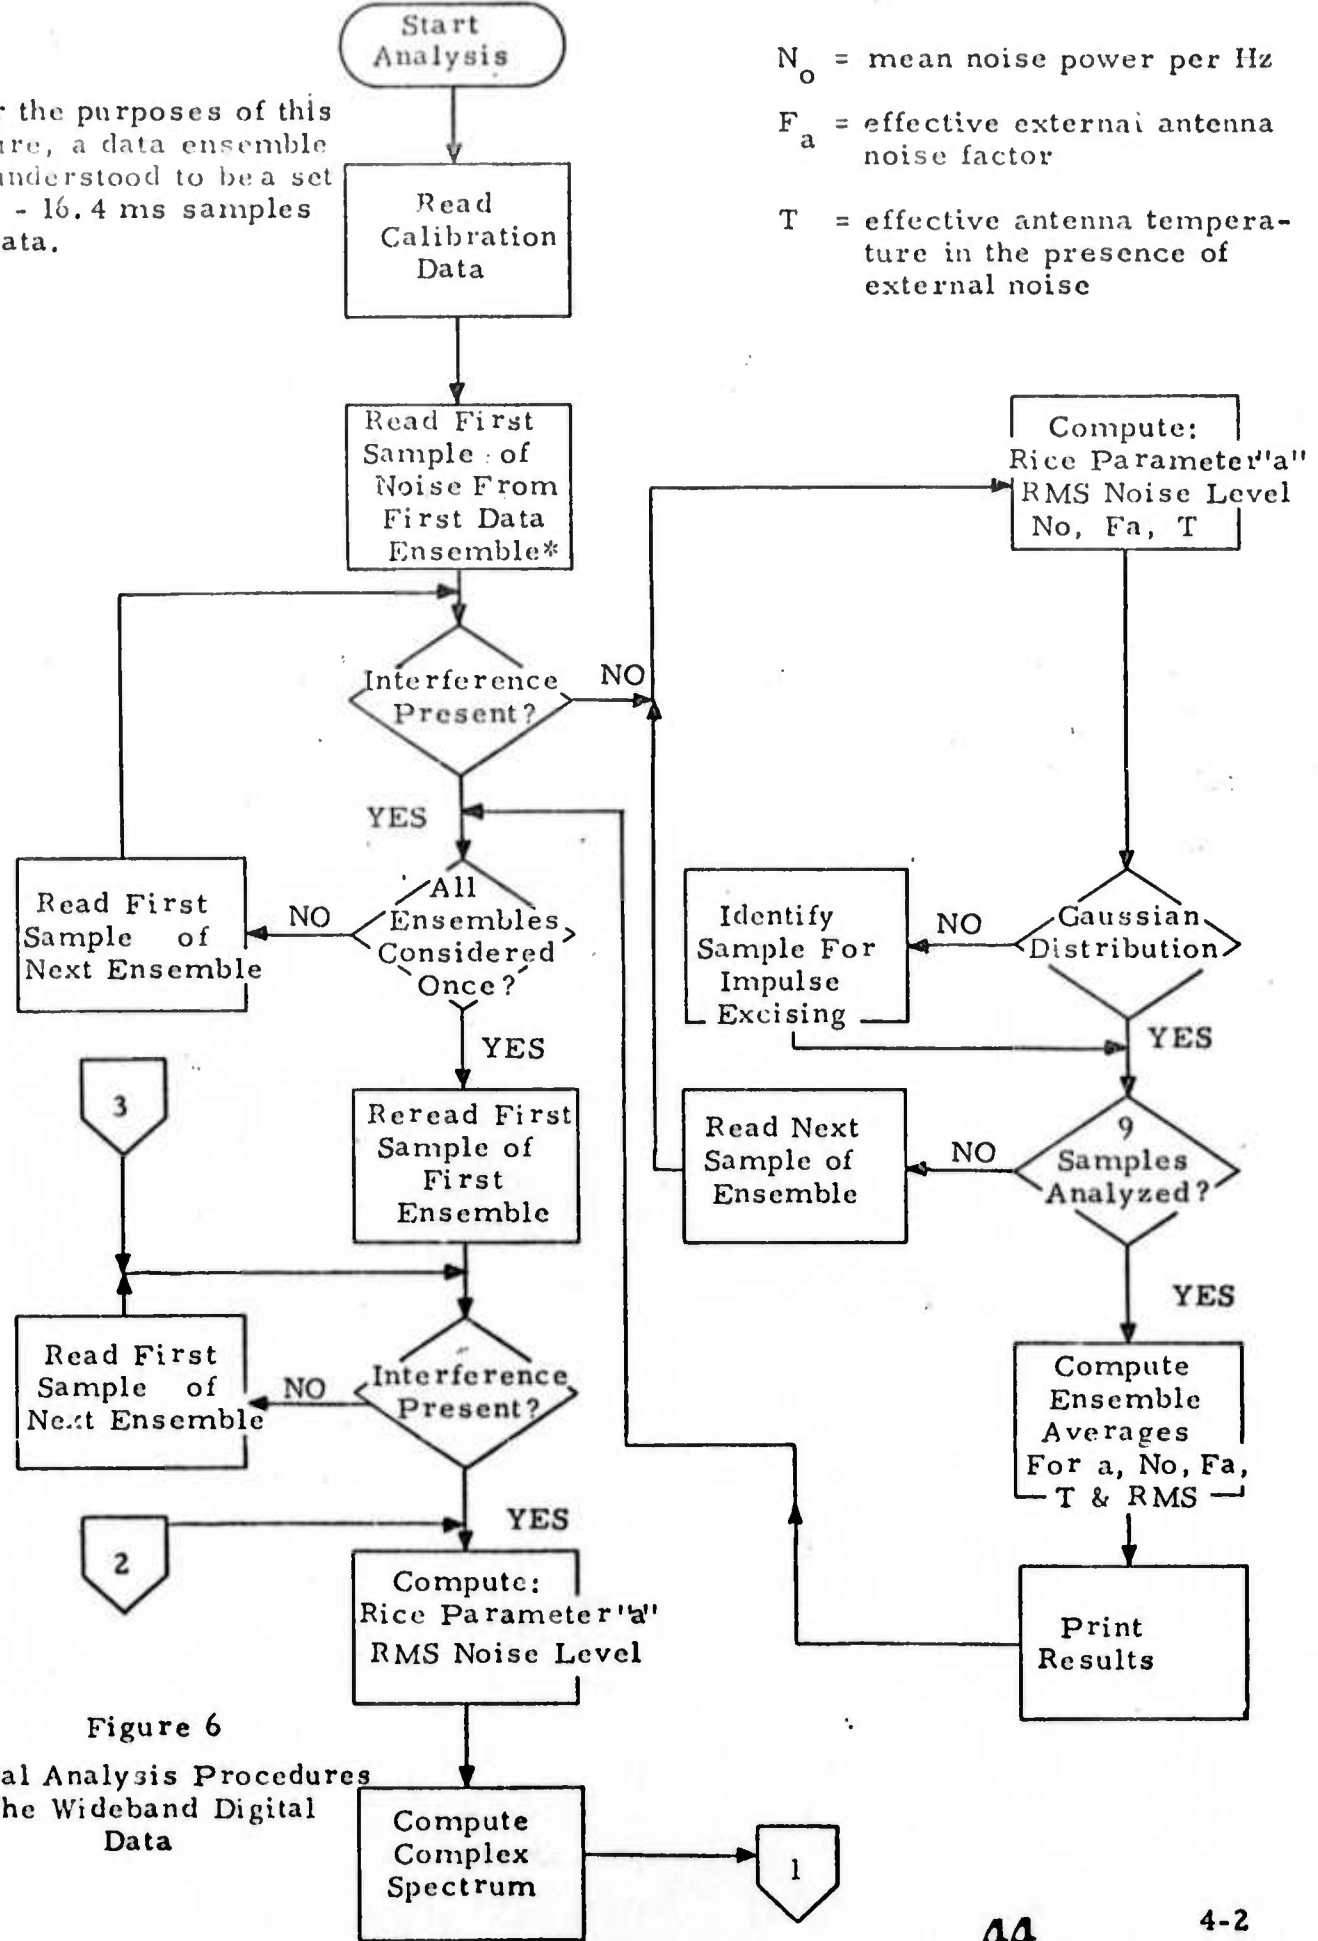 Start
Analysis
N = mean noise power per Hz
o
F = effective external antenna
a
noise factor
T = effective antenna tempera-
ture in the presence of
external noise
the purposes of this
a data ensemble
understood to be a set
- 16.4 ms samples
Read
Calibration
Data
Read First
Sample of
Noise From
First Data
Ensemble*
Compute:
Rice Parameter"a"
RMS Noise Level
No, Fa, T
Interference
Present?
NO
YES
All
Ensembles
Considered
Once?
NO
Read First
Sample of
Next Ensemble
YES
Gaussian
Distribution
NO
Identify
Sample For
Impulse
Excising
YES
3
Reread First
Sample of
First
Ensemble
9
Samples
Analyzed?
NO
Read Next
Sample of
Ensemble
YES
Interference
Present?
NO
Read First
Sample of
Next Ensemble
YES
Compute
Ensemble
Averages
For a, No, Fa,
T & RMS
2
Compute:
Rice Parameter"a"
RMS Noise Level
Print
Results
Figure 6
al Analysis Procedures
he Wideband Digital
Data
Compute
Complex
Spectrum
1
4-2